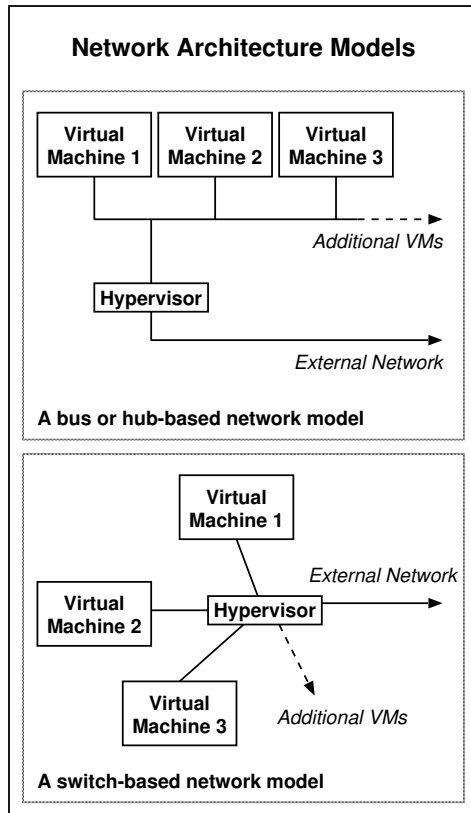 Network Architecture Models
Virtual
Machine 1
Virtual
Machine 2
Virtual
Machine 3
Additional VMs
Hypervisor
External Network
A bus or hub-based network model
Virtual
Machine 1
External Network
Virtual
Machine 2
Hypervisor
Virtual
Machine 3
Additional VMs
A switch-based network model